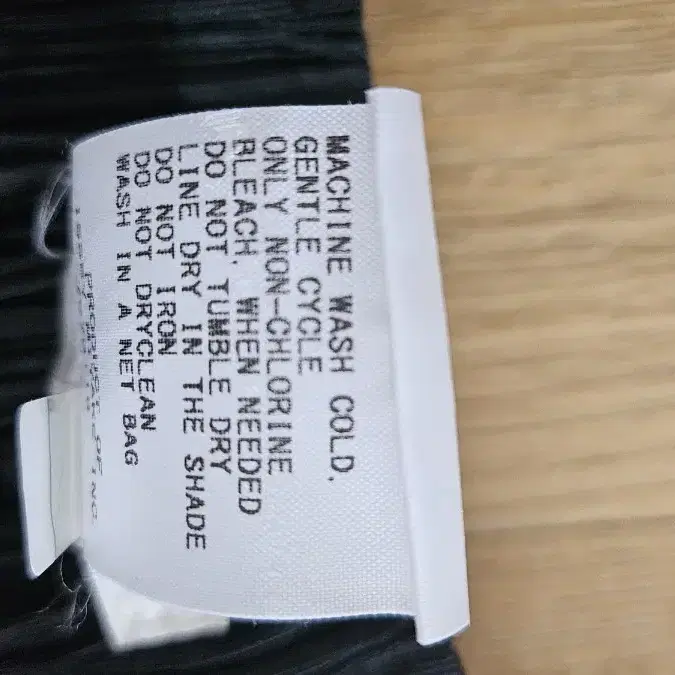 MACHINE WASH COLD,
GENTLE CYCLE
ONLY NON-CHLORINE
BLEACH, WHEN NEEDED
DO NOT TUMBLE DRY
LINE DRY IN THE SHADE
DO NOT IRON
DO NOT DRYCLEAN
WASH IN A NET BAG